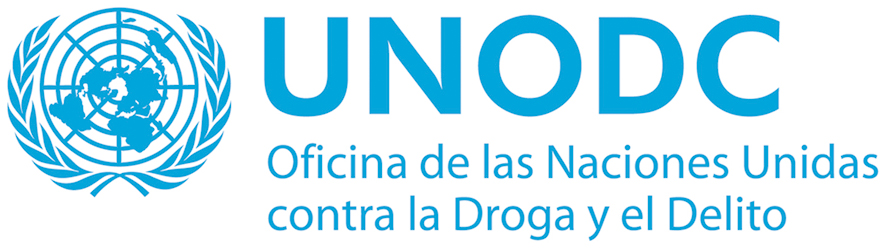 UNODC
Oficina de las Naciones Unidas
contra la Droga y el Delito